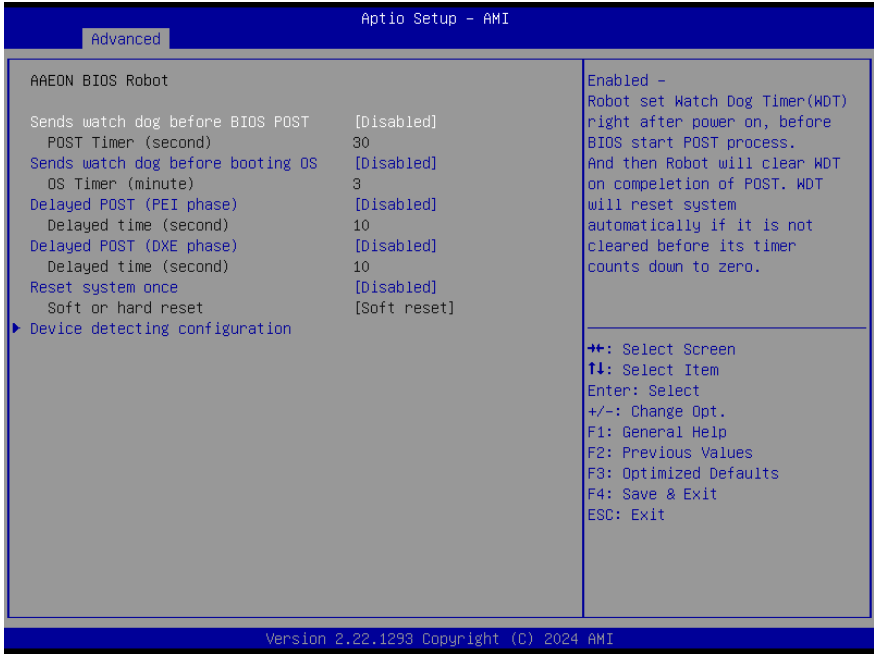 Aptio Setup – AMI
Advanced
AAEON BIOS Robot
Sends watch dog before BIOS POST [Disabled]
POST Timer (second) 30
Sends watch dog before booting OS [Disabled]
OS Timer (minute) 3
Delayed POST (PEI phase) [Disabled]
Delayed time (second) 10
Delayed POST (DXE phase) [Disabled]
Delayed time (second) 10
Reset system once [Disabled]
Soft or hard reset [Soft reset]
Device detecting configuration
Enabled –
Robot set Watch Dog Timer(WDT)
right after power on, before
BIOS start POST process.
And then Robot will clear WDT
on compeletion of POST. WDT
will reset system
automatically if it is not
cleared before its timer
counts down to zero.
→←: Select Screen
↑↓: Select Item
Enter: Select
+/-: Change Opt.
F1: General Help
F2: Previous Values
F3: Optimized Defaults
F4: Save & Exit
ESC: Exit
Version 2.22.1293 Copyright (C) 2024 AMI